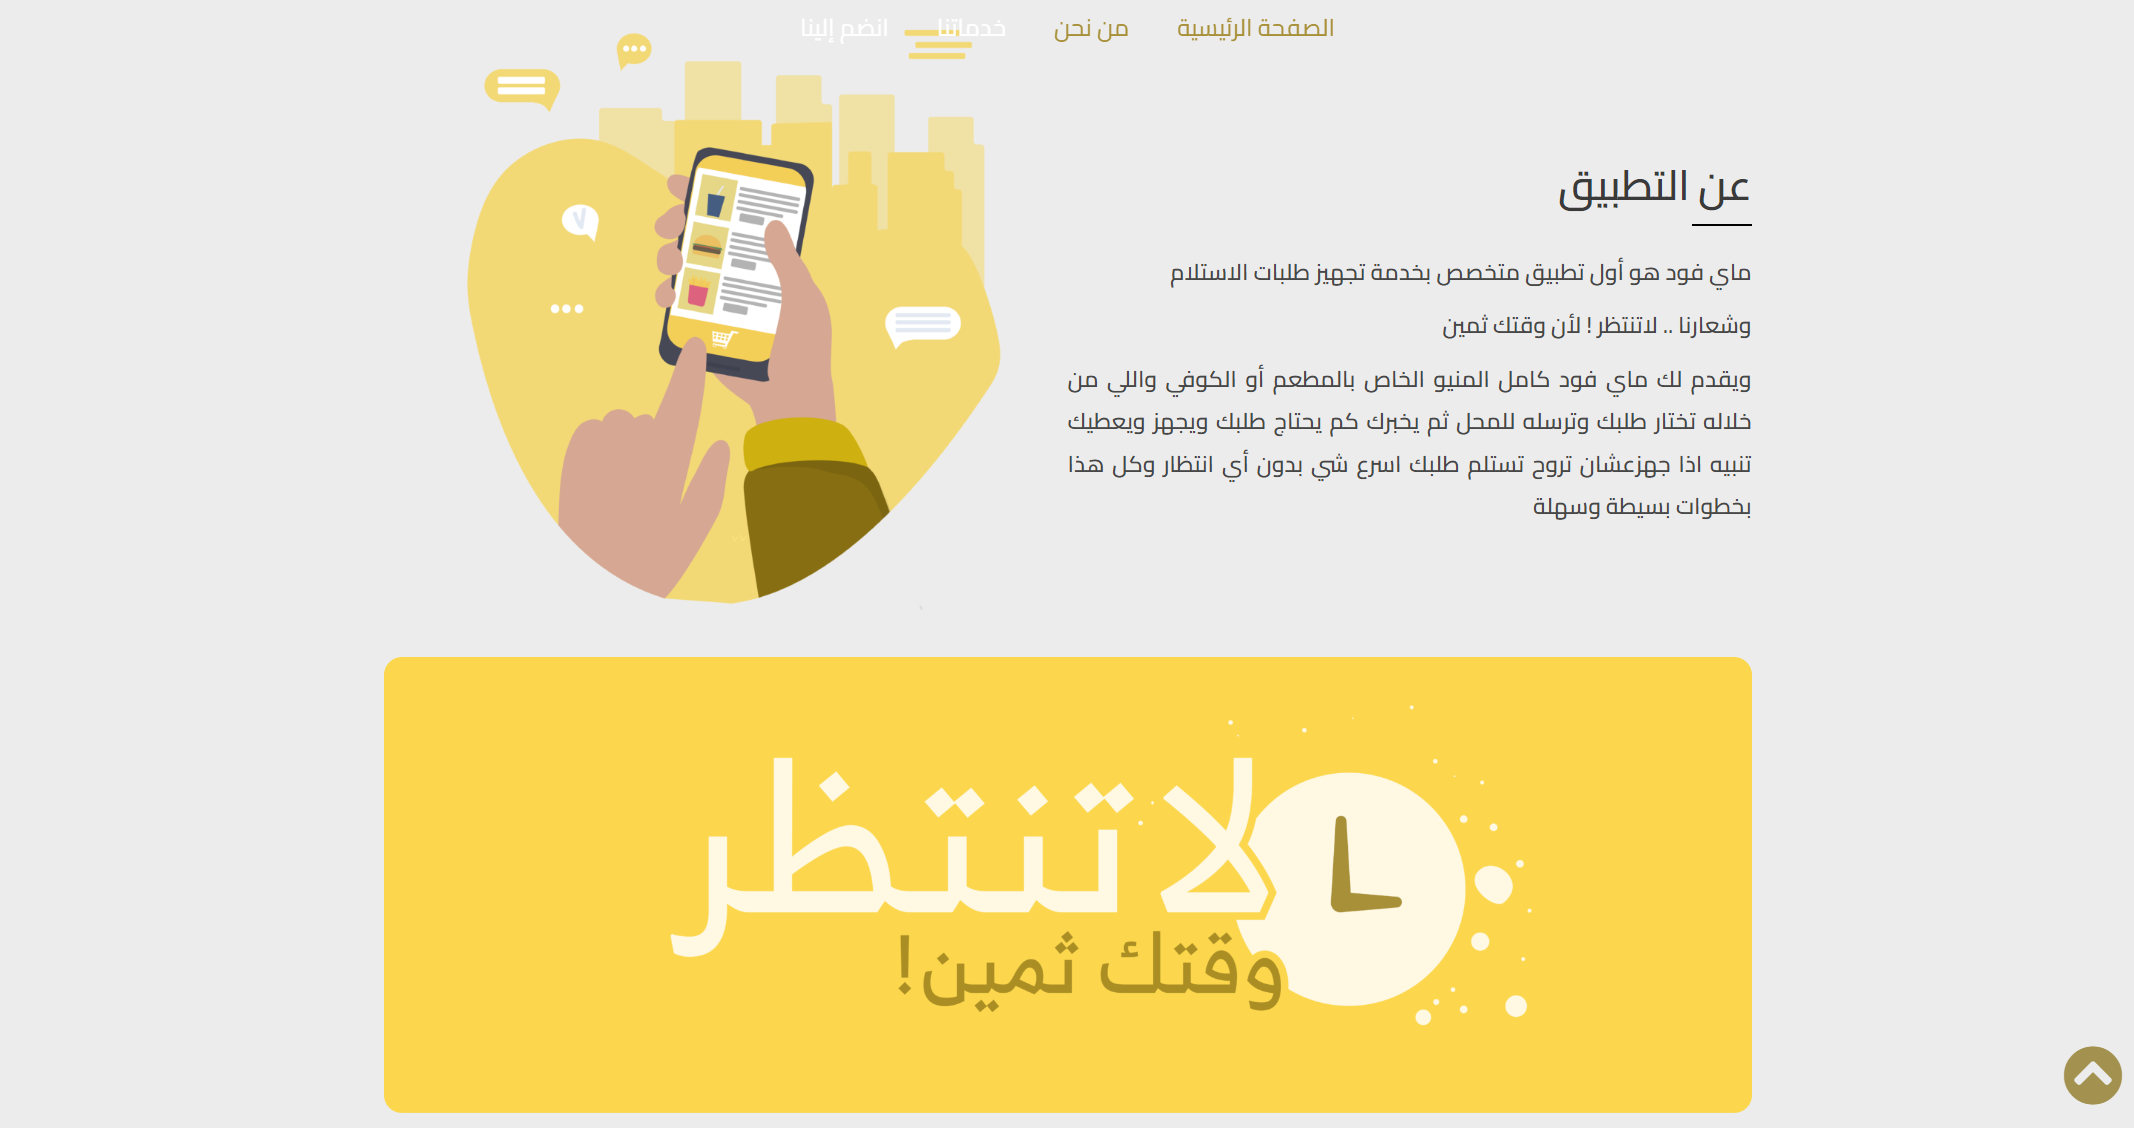 الصفحة الرئيسية من نحن خدماتنا انضم إلينا
عن التطبيق
ماي فود هو أول تطبيق متخصص بخدمة تجهيز طلبات الاستلام
وشعارنا .. لاتنتظر ! لأن وقتك ثمين
ويقدم لك ماي فود كامل المنيو الخاص بالمطعم أو الكوفي واللي من
خلاله تختار طلبك وترسله للمحل ثم يخبرك كم يحتاج طلبك ويجهز ويعطيك
تنبيه اذا جهزعشان تروح تستلم طلبك اسرع شي بدون أي انتظار وكل هذا
بخطوات بسيطة وسهلة
لا تنتظر
وقتك ثمين!